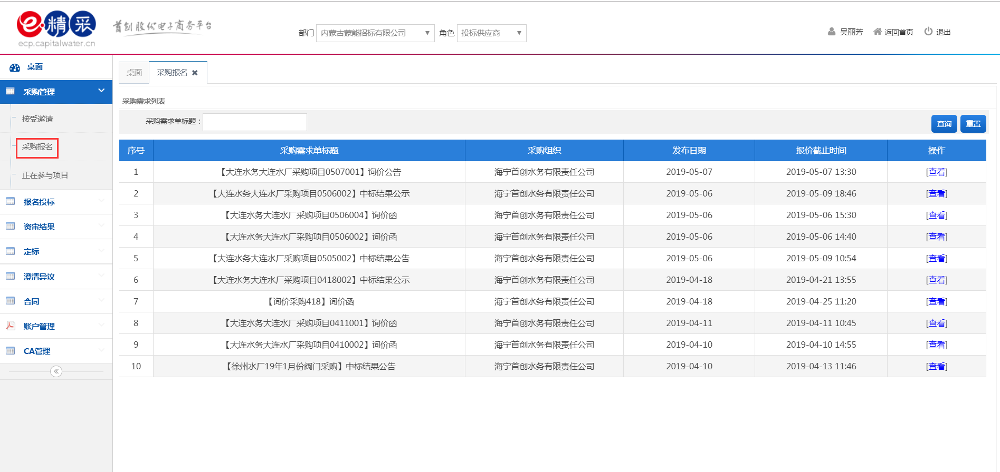 e·精采
首创股份电子商务平台
ecp.capitalwater.cn
部门 内蒙古蒙能招标有限公司 ▼ 角色 投标供应商 ▼
吴丽芳 返回首页 退出
桌面
采购管理
接受邀请
采购报名
正在参与项目
报名投标
资审结果
定标
澄清异议
合同
账户管理
CA管理
桌面 采购报名 ✖
采购需求列表
采购需求单标题：
查询 重置
序号 采购需求单标题 采购组织 发布日期 报价截止时间 操作
1 【大连水务大连水厂采购项目0507001】询价公告 海宁首创水务有限责任公司 2019-05-07 2019-05-07 13:30 [查看]
2 【大连水务大连水厂采购项目0506002】中标结果公示 海宁首创水务有限责任公司 2019-05-06 2019-05-09 18:46 [查看]
3 【大连水务大连水厂采购项目0506004】询价函 海宁首创水务有限责任公司 2019-05-06 2019-05-06 15:30 [查看]
4 【大连水务大连水厂采购项目0506002】询价函 海宁首创水务有限责任公司 2019-05-06 2019-05-06 14:40 [查看]
5 【大连水务大连水厂采购项目0505002】中标结果公告 海宁首创水务有限责任公司 2019-05-06 2019-05-09 10:54 [查看]
6 【大连水务大连水厂采购项目0418002】中标结果公示 海宁首创水务有限责任公司 2019-04-18 2019-04-21 13:55 [查看]
7 【询价采购418】询价函 海宁首创水务有限责任公司 2019-04-18 2019-04-25 11:20 [查看]
8 【大连水务大连水厂采购项目0411001】询价函 海宁首创水务有限责任公司 2019-04-11 2019-04-11 10:45 [查看]
9 【大连水务大连水厂采购项目0410002】询价函 海宁首创水务有限责任公司 2019-04-10 2019-04-10 14:55 [查看]
10 【徐州水厂19年1月份阀门采购】中标结果公告 海宁首创水务有限责任公司 2019-04-10 2019-04-13 11:46 [查看]